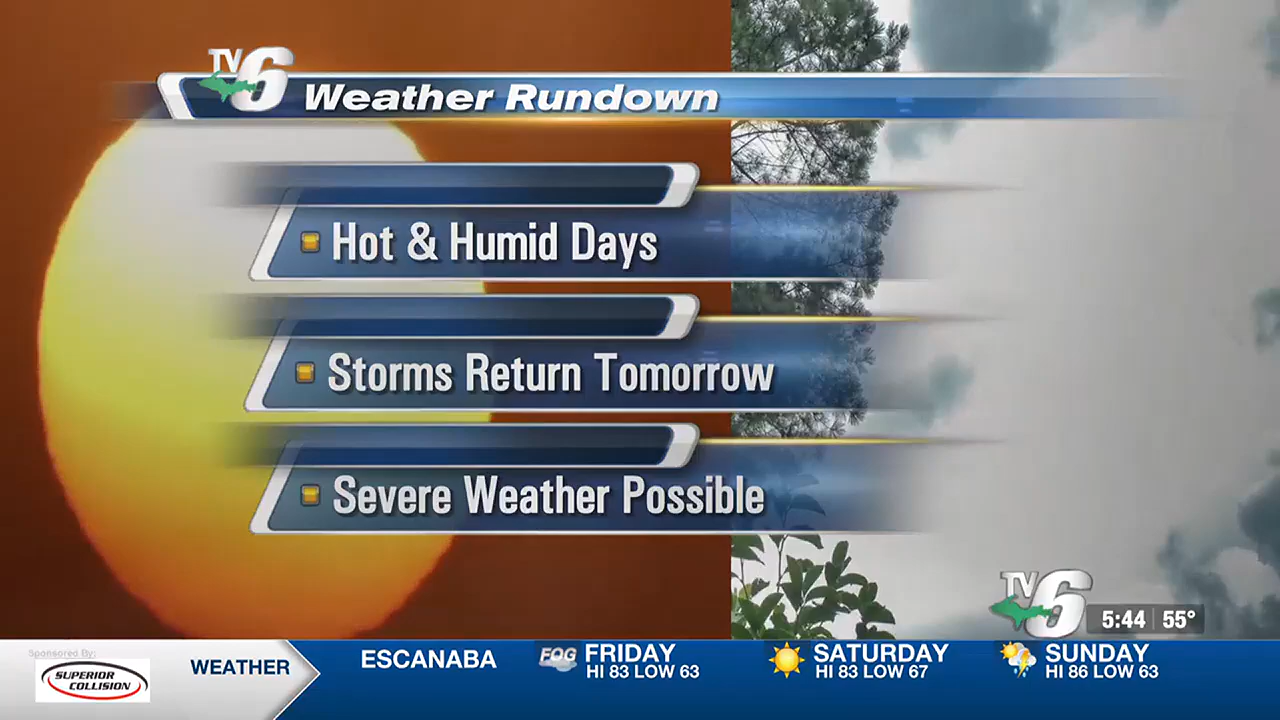 TV6
Weather Rundown
Hot & Humid Days
Storms Return Tomorrow
Severe Weather Possible
TV6
5:44 55°
Sponsored By:
SUPERIOR
COLLISION
WEATHER
ESCANABA
FOG
FRIDAY
HI 83 LOW 63
SATURDAY
HI 83 LOW 67
SUNDAY
HI 86 LOW 63